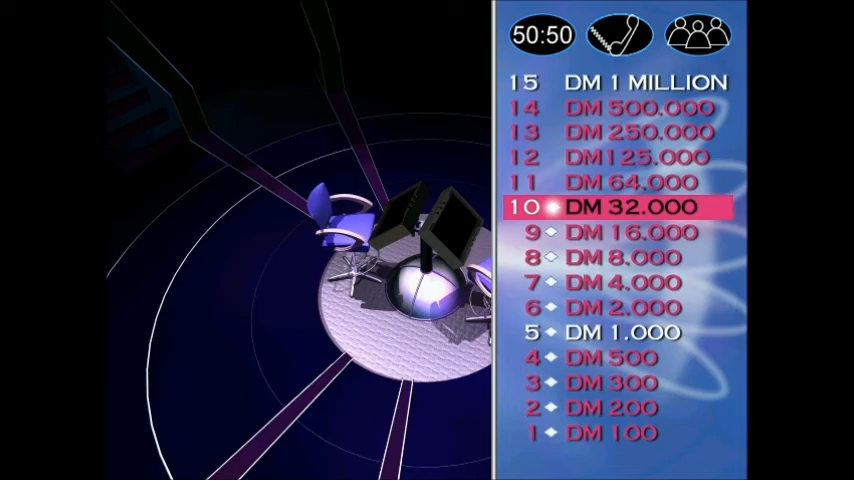 50:50
15 DM 1 MILLION
14 DM 500.000
13 DM 250.000
12 DM 125.000
11 DM 64.000
10 DM 32.000
9 DM 16.000
8 DM 8.000
7 DM 4.000
6 DM 2.000
5 DM 1.000
4 DM 500
3 DM 300
2 DM 200
1 DM 100